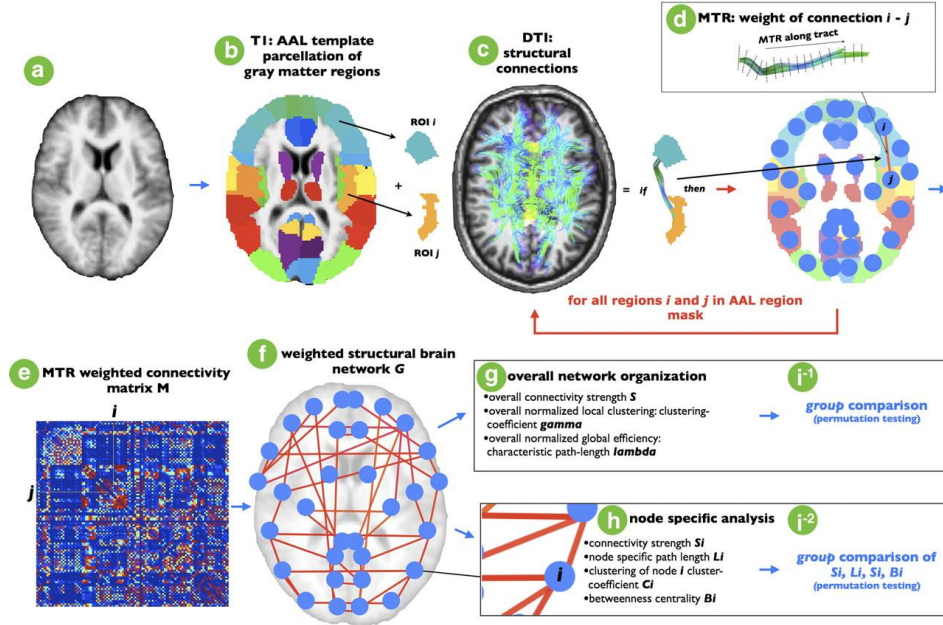 a
b
T1: AAL template
parcellation of
gray matter regions
ROI i
+
ROI j
c
DTI:
structural
connections
= if
then
d
MTR: weight of connection i - j
MTR along tract
i
j
for all regions i and j in AAL region
mask
e
MTR weighted connectivity
matrix M
i
j
f
weighted structural brain
network G
g
overall network organization
•overall connectivity strength S
•overall normalized local clustering: clustering-
coefficient gamma
•overall normalized global efficiency:
characteristic path-length lambda
i-1
group comparison
(permutation testing)
h
node specific analysis
•connectivity strength Si
•node specific path length Li
•clustering of node i cluster-
coefficient Ci
•betweenness centrality Bi
i
i-2
group comparison of
Si, Li, Si, Bi
(permutation testing)